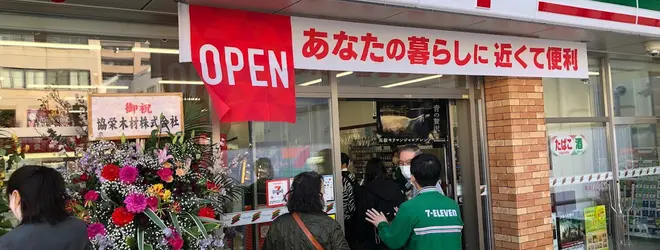 OPEN
あなたの暮らしに 近くて便利
御祝
協栄木材株式会社
たばこ 酒
7-ELEVEN